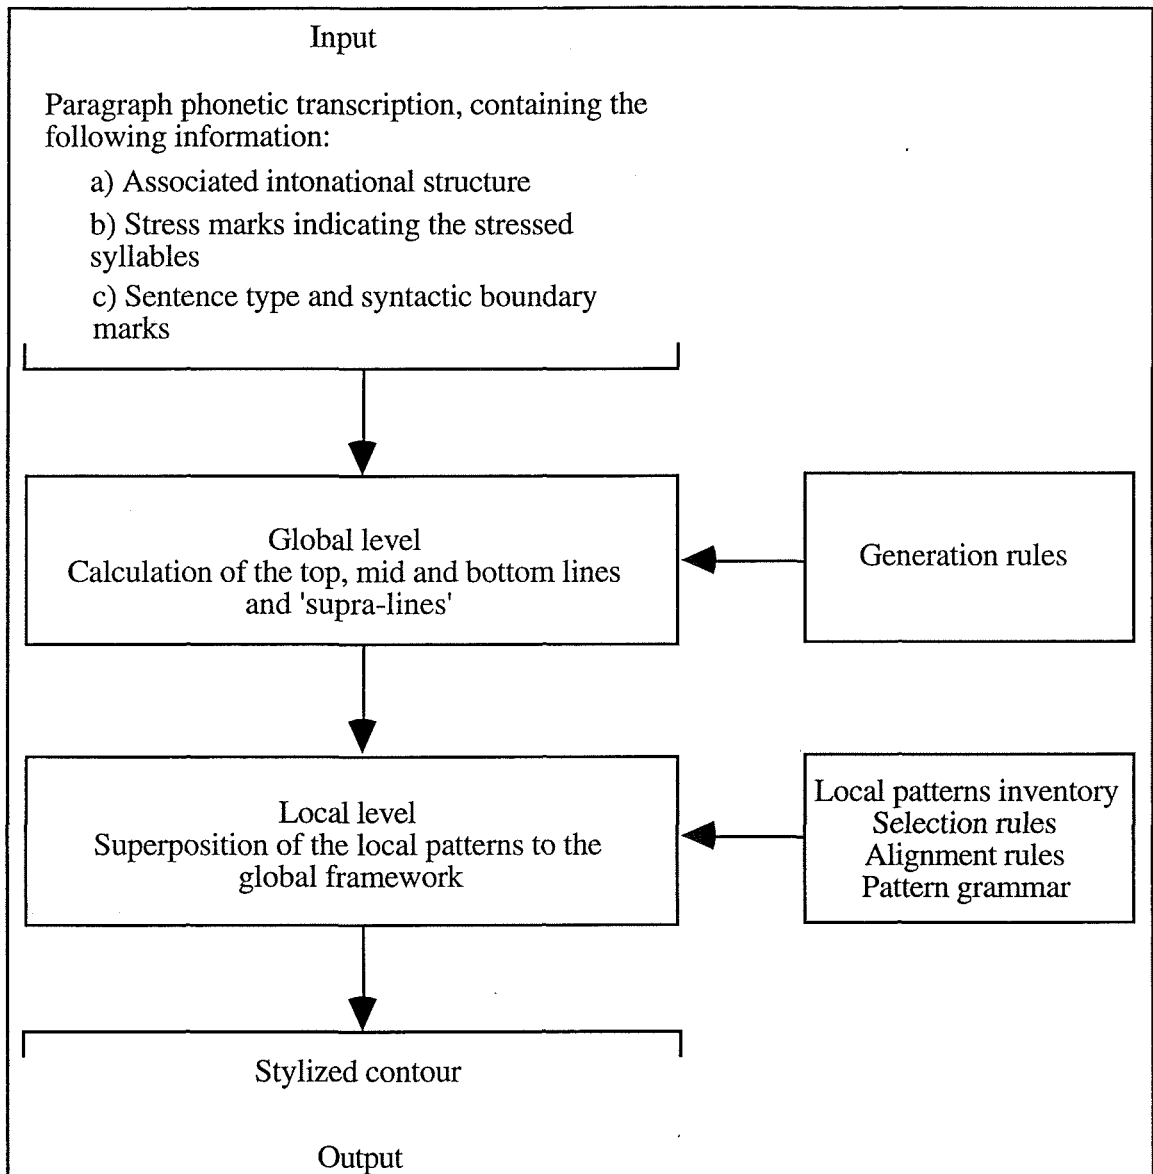 Input
Paragraph phonetic transcription, containing the
following information:
a) Associated intonational structure
b) Stress marks indicating the stressed
syllables
c) Sentence type and syntactic boundary
marks
Global level
Calculation of the top, mid and bottom lines
and 'supra-lines'
Generation rules
Local level
Superposition of the local patterns to the
global framework
Local patterns inventory
Selection rules
Alignment rules
Pattern grammar
Stylized contour
Output